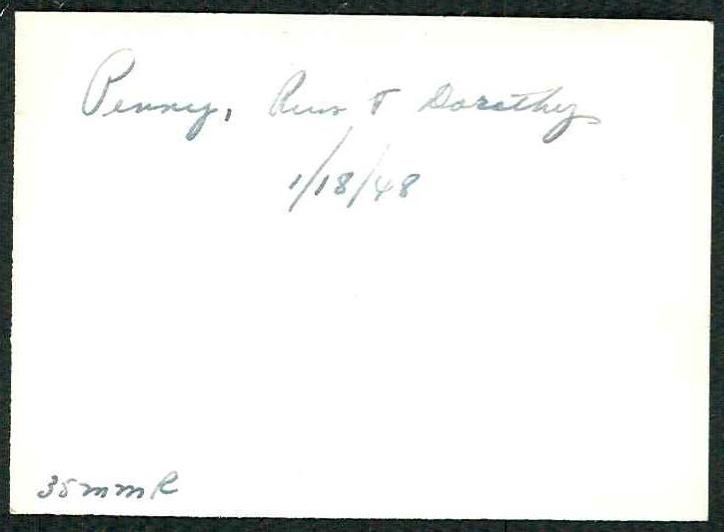 Penny, Russ & Dorothy
1/18/48
35mm R